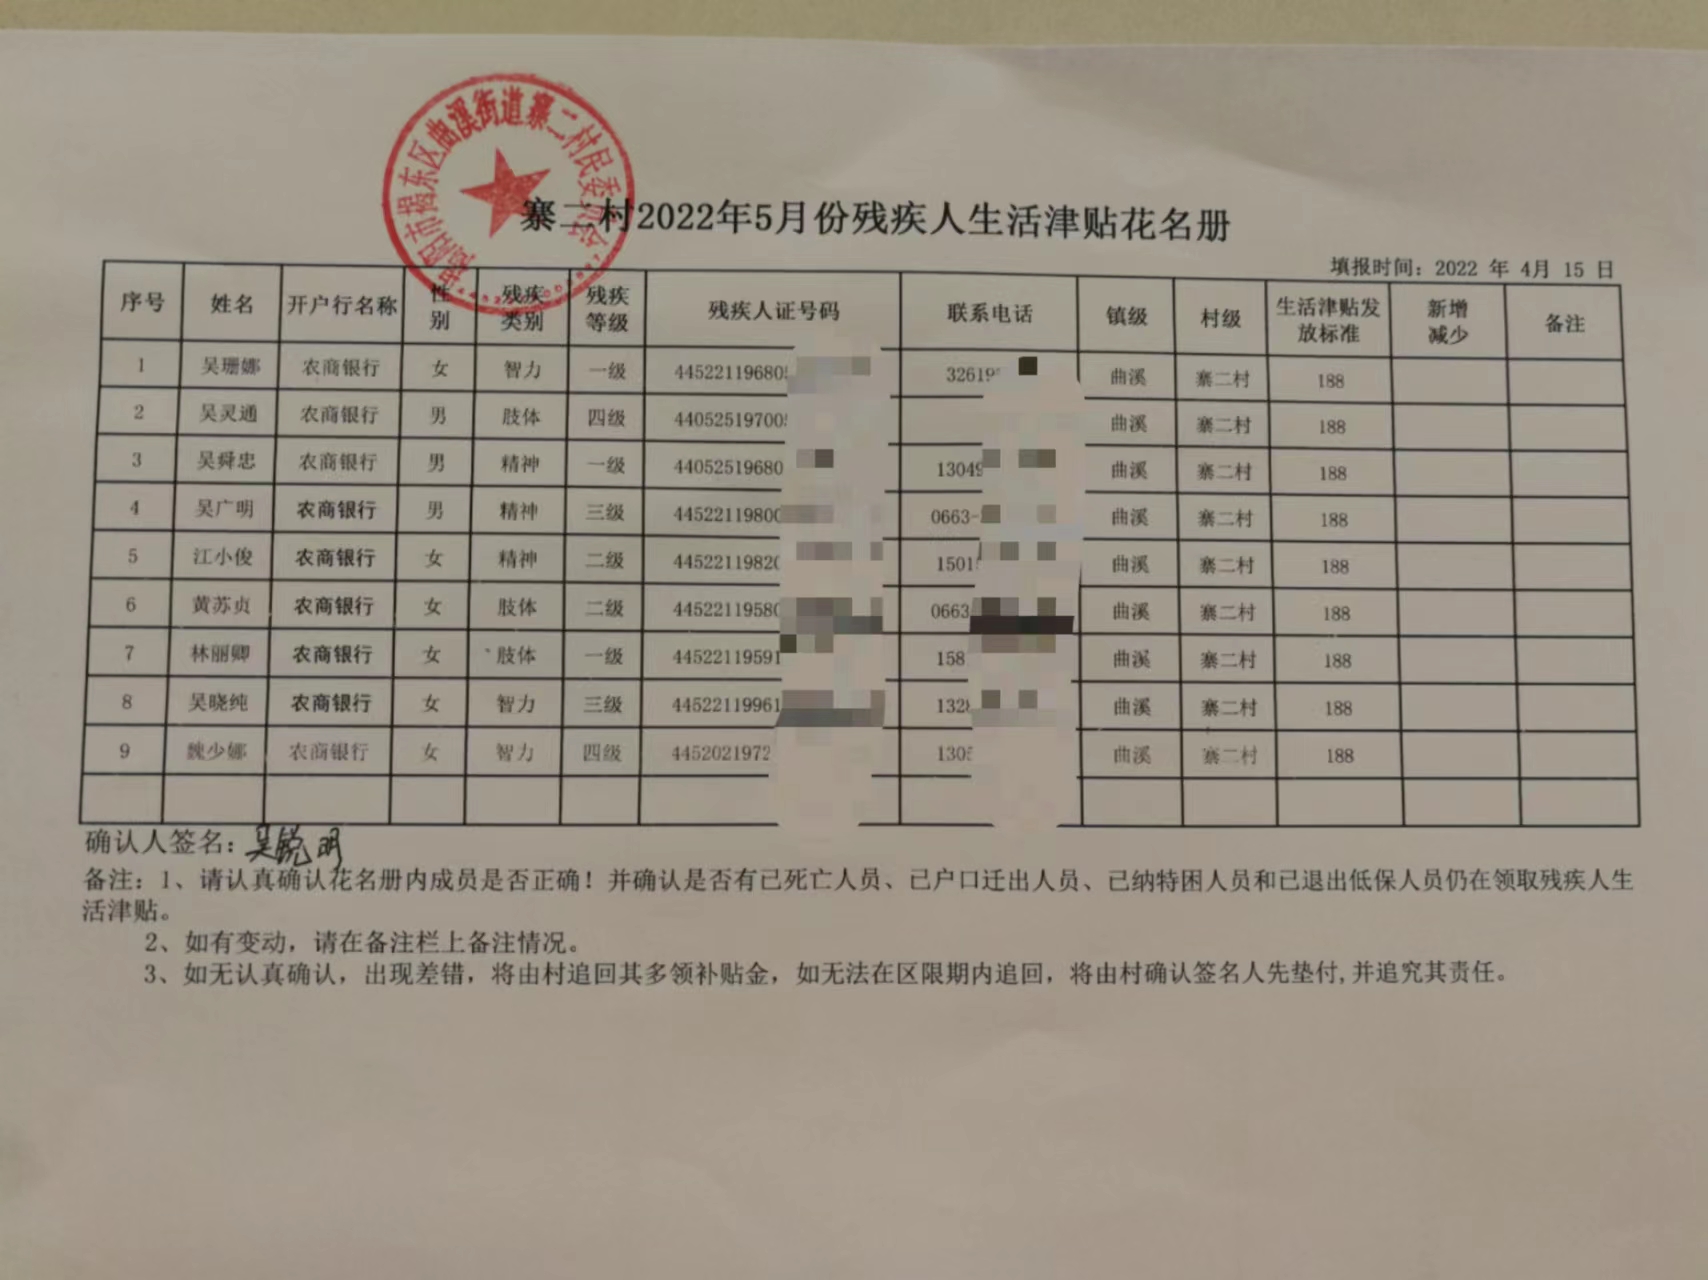 揭阳市揭东区曲溪街道寨二村民委员会
寨二村2022年5月份残疾人生活津贴花名册
填报时间：2022 年 4月 15 日
序号 姓名 开户行名称 性别 残疾类别 残疾等级 残疾人证号码 联系电话 镇级 村级 生活津贴发放标准 新增减少 备注
1 吴珊娜 农商银行 女 智力 一级 44522119680 32619 曲溪 寨二村 188
2 吴灵通 农商银行 男 肢体 四级 44052519700 曲溪 寨二村 188
3 吴舜忠 农商银行 男 精神 一级 44052519680 13049 曲溪 寨二村 188
4 吴广明 农商银行 男 精神 三级 44522119800 0663- 曲溪 寨二村 188
5 江小俊 农商银行 女 精神 二级 44522119820 1501 曲溪 寨二村 188
6 黄苏贞 农商银行 女 肢体 二级 44522119580 0663 曲溪 寨二村 188
7 林丽卿 农商银行 女 肢体 一级 44522119591 158 曲溪 寨二村 188
8 吴晓纯 农商银行 女 智力 三级 44522119961 132 曲溪 寨二村 188
9 魏少娜 农商银行 女 智力 四级 4452021972 130 曲溪 寨二村 188
确认人签名：吴锐明
备注：1、请认真确认花名册内成员是否正确！并确认是否有已死亡人员、已户口迁出人员、已纳特困人员和已退出低保人员仍在领取残疾人生
活津贴。
2、如有变动，请在备注栏上备注情况。
3、如无认真确认，出现差错，将由村追回其多领补贴金，如无法在区限期内追回，将由村确认签名人先垫付,并追究其责任。